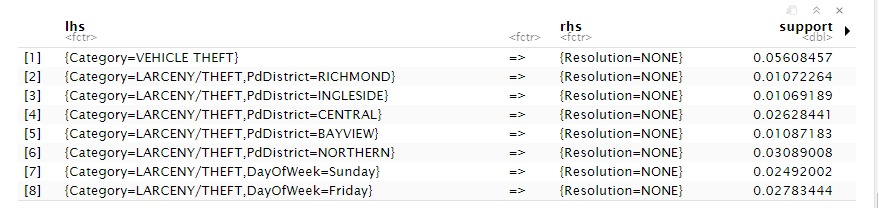 lhs rhs support
<fctr> <fctr> <fctr> <dbl>
[1] {Category=VEHICLE THEFT} => {Resolution=NONE} 0.05608457
[2] {Category=LARCENY/THEFT,PdDistrict=RICHMOND} => {Resolution=NONE} 0.01072264
[3] {Category=LARCENY/THEFT,PdDistrict=INGLESIDE} => {Resolution=NONE} 0.01069189
[4] {Category=LARCENY/THEFT,PdDistrict=CENTRAL} => {Resolution=NONE} 0.02628441
[5] {Category=LARCENY/THEFT,PdDistrict=BAYVIEW} => {Resolution=NONE} 0.01087183
[6] {Category=LARCENY/THEFT,PdDistrict=NORTHERN} => {Resolution=NONE} 0.03089008
[7] {Category=LARCENY/THEFT,DayOfWeek=Sunday} => {Resolution=NONE} 0.02492002
[8] {Category=LARCENY/THEFT,DayOfWeek=Friday} => {Resolution=NONE} 0.02783444